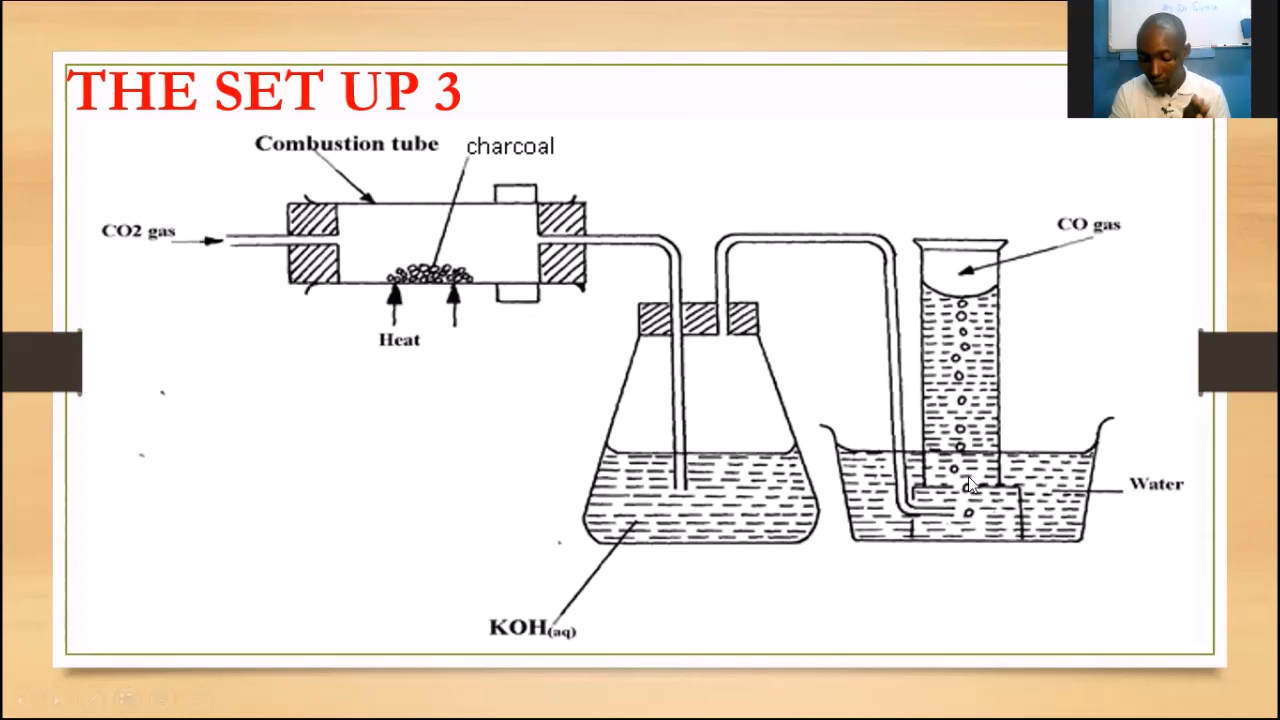 THE SET UP 3
Combustion tube
charcoal
CO2 gas
CO gas
Heat
Water
KOH(aq)